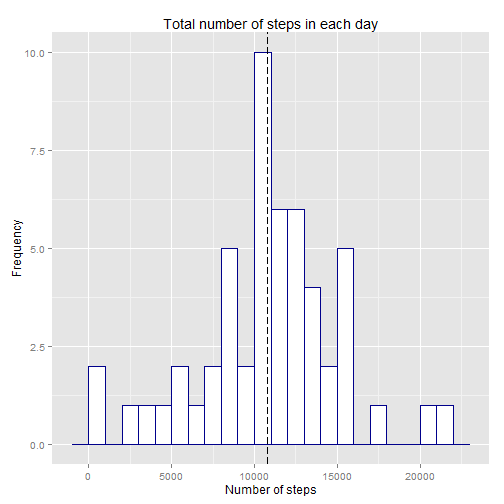 Total number of steps in each day
10.0
7.5
5.0
2.5
0.0
Frequency
0 5000 10000 15000 20000
Number of steps